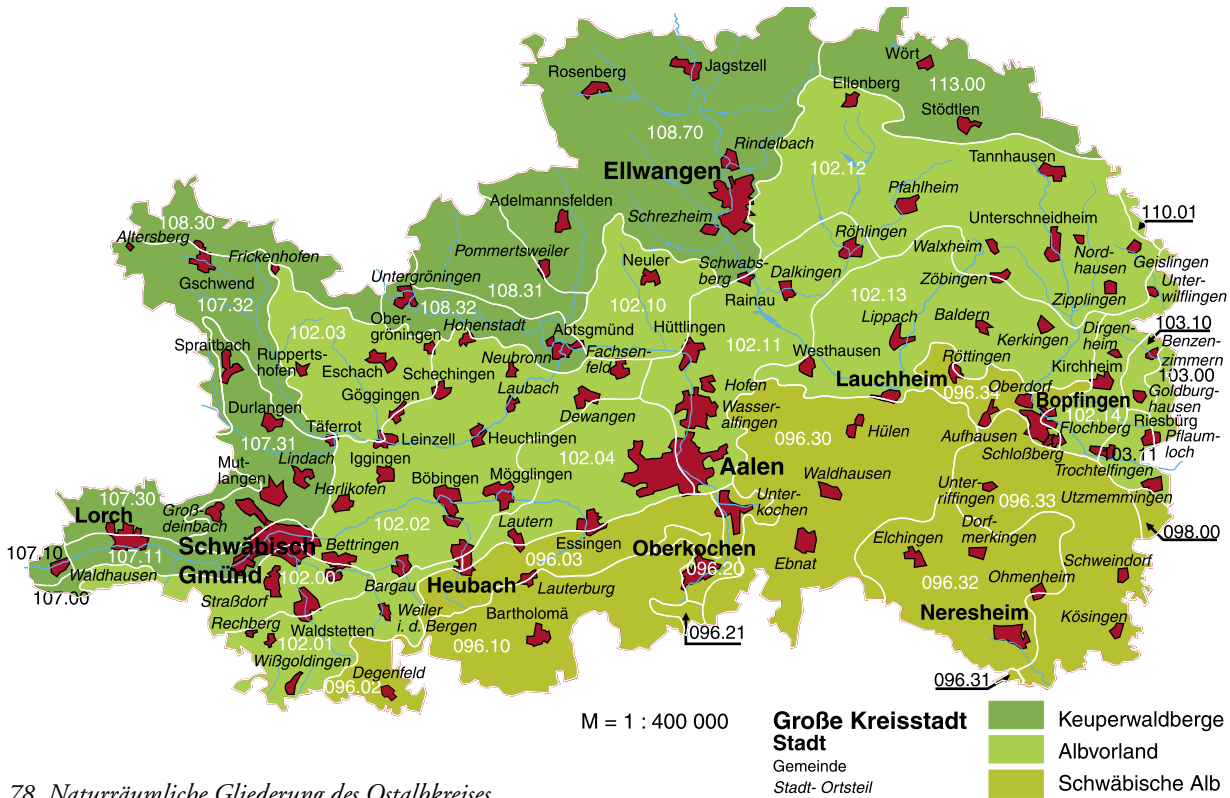 Wört
Rosenberg
Jagstzell
Ellenberg
113.00
Stödtlen
108.70
Rindelbach
Ellwangen
102.12
Tannhausen
Pfahlheim
Adelmannsfelden
Schrezheim
108.30
Altersberg
Unterschneidheim
110.01
Röhlingen
Walxheim
Nord-
hausen
Geislingen
Frickenhofen
Pommertsweiler
Neuler
Schwabs-
berg
Dalkingen
Zöbingen
Unter-
wilflingen
Gschwend
Untergröningen
108.31
Rainau
102.13
Zipplingen
107.32
108.32
102.10
Lippach
Baldern
Ober-
gröningen
Hohenstadt
Abtsgmünd
Hüttlingen
Kerkingen
Dirgen-
heim
103.10
Benzen-
zimmern
102.03
Spraitbach
Rupperts-
hofen
Eschach
Schechingen
Neubronn
Fachsen-
feld
102.11
Westhausen
Röttingen
Kirchheim
103.00
Göggingen
Laubach
Hofen
Lauchheim
096.34
Oberdorf
Bopfingen
Goldburg-
hausen
Durlangen
Dewangen
Wasser-
alfingen
102.14
Riesbürg
Täferrot
Leinzell
Heuchlingen
096.30
Hülen
Aufhausen
Flochberg
Pflaum-
loch
107.31
Lindach
Iggingen
102.04
Schloßberg
103.11
Mut-
langen
Herlikofen
Böbingen
Mögglingen
Aalen
Waldhausen
Trochtelfingen
107.30
Groß-
deinbach
Unter-
kochen
Unter-
riffingen
096.33
Utzmemmingen
Lorch
102.02
Lautern
Essingen
Dorf-
merkingen
098.00
107.10
107.11
Schwäbisch
Gmünd
Bettringen
096.03
Oberkochen
Elchingen
Waldhausen
102.00
Bargau
Heubach
Lauterburg
096.20
Ebnat
096.32
Ohmenheim
Schweindorf
107.00
Straßdorf
Rechberg
Waldstetten
Weiler
i. d. Bergen
Bartholomä
Neresheim
Kösingen
102.01
096.10
096.21
Wißgoldingen
Degenfeld
096.02
096.31
M = 1 : 400 000
Große Kreisstadt
Stadt
Gemeinde
Stadt- Ortsteil
Keuperwaldberge
Albvorland
Schwäbische Alb
78 Naturräumliche Gliederung des Ostalbkreises